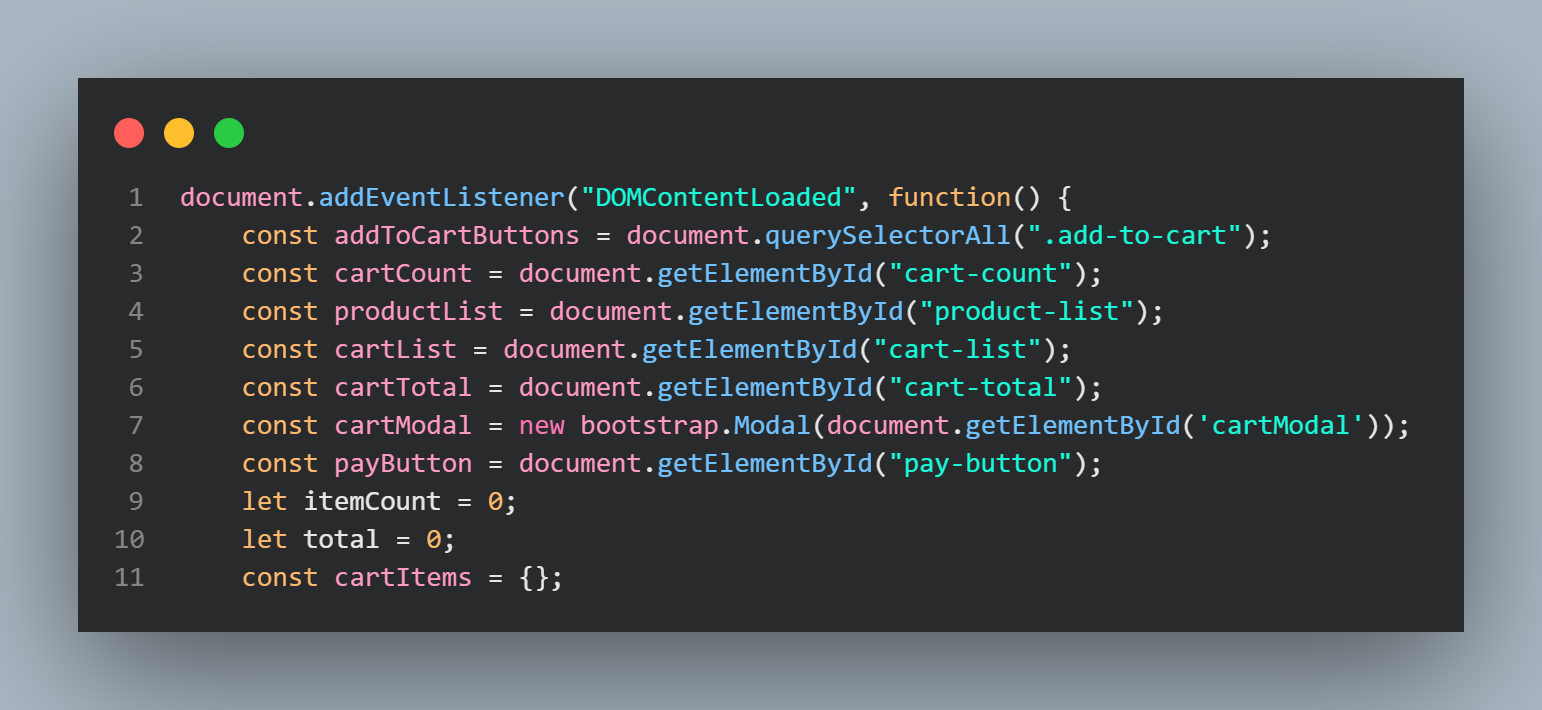 1 document.addEventListener("DOMContentLoaded", function() {
2     const addToCartButtons = document.querySelectorAll(".add-to-cart");
3     const cartCount = document.getElementById("cart-count");
4     const productList = document.getElementById("product-list");
5     const cartList = document.getElementById("cart-list");
6     const cartTotal = document.getElementById("cart-total");
7     const cartModal = new bootstrap.Modal(document.getElementById('cartModal'));
8     const payButton = document.getElementById("pay-button");
9     let itemCount = 0;
10     let total = 0;
11     const cartItems = {};